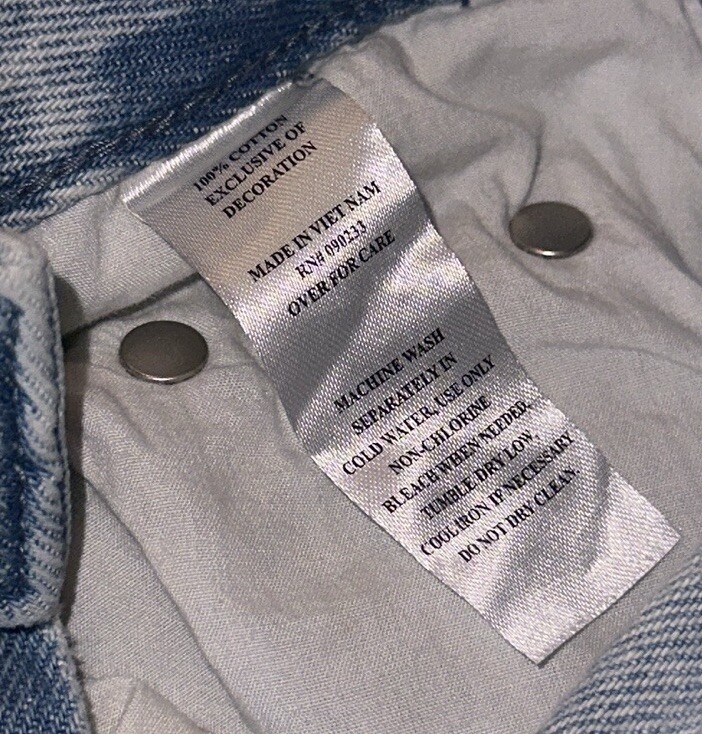 100% COTTON
EXCLUSIVE OF
DECORATION
MADE IN VIET NAM
RN# 090233
OVER FOR CARE
MACHINE WASH
SEPARATELY IN
COLD WATER, USE ONLY
NON-CHLORINE
BLEACH WHEN NEEDED.
TUMBLE DRY LOW,
COOL IRON IF NECESSARY
DO NOT DRY CLEAN.